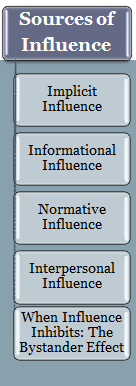 Sources of
Influence
Implicit
Influence
Informational
Influence
Normative
Influence
Interpersonal
Influence
When Influence
Inhibits: The
Bystander Effect